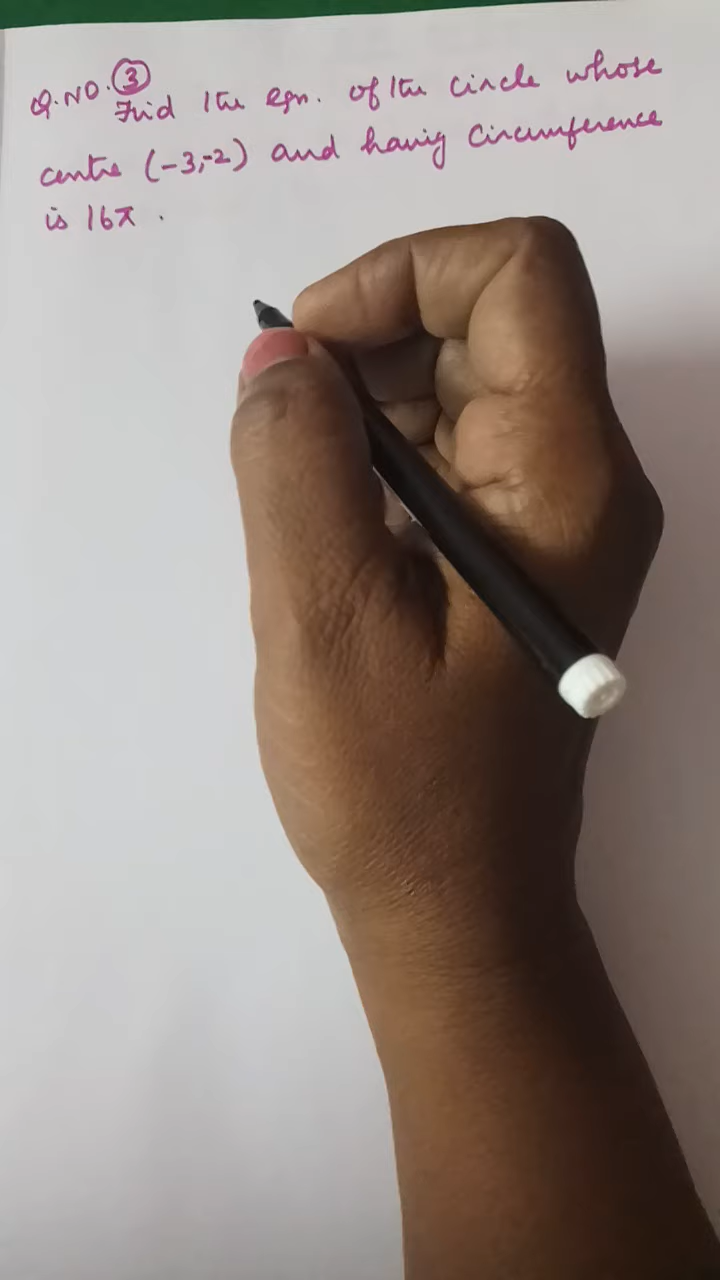 Q.NO. 3
Find the eqn. of the circle whose
centre (-3,-2) and having circumference
is 16π.